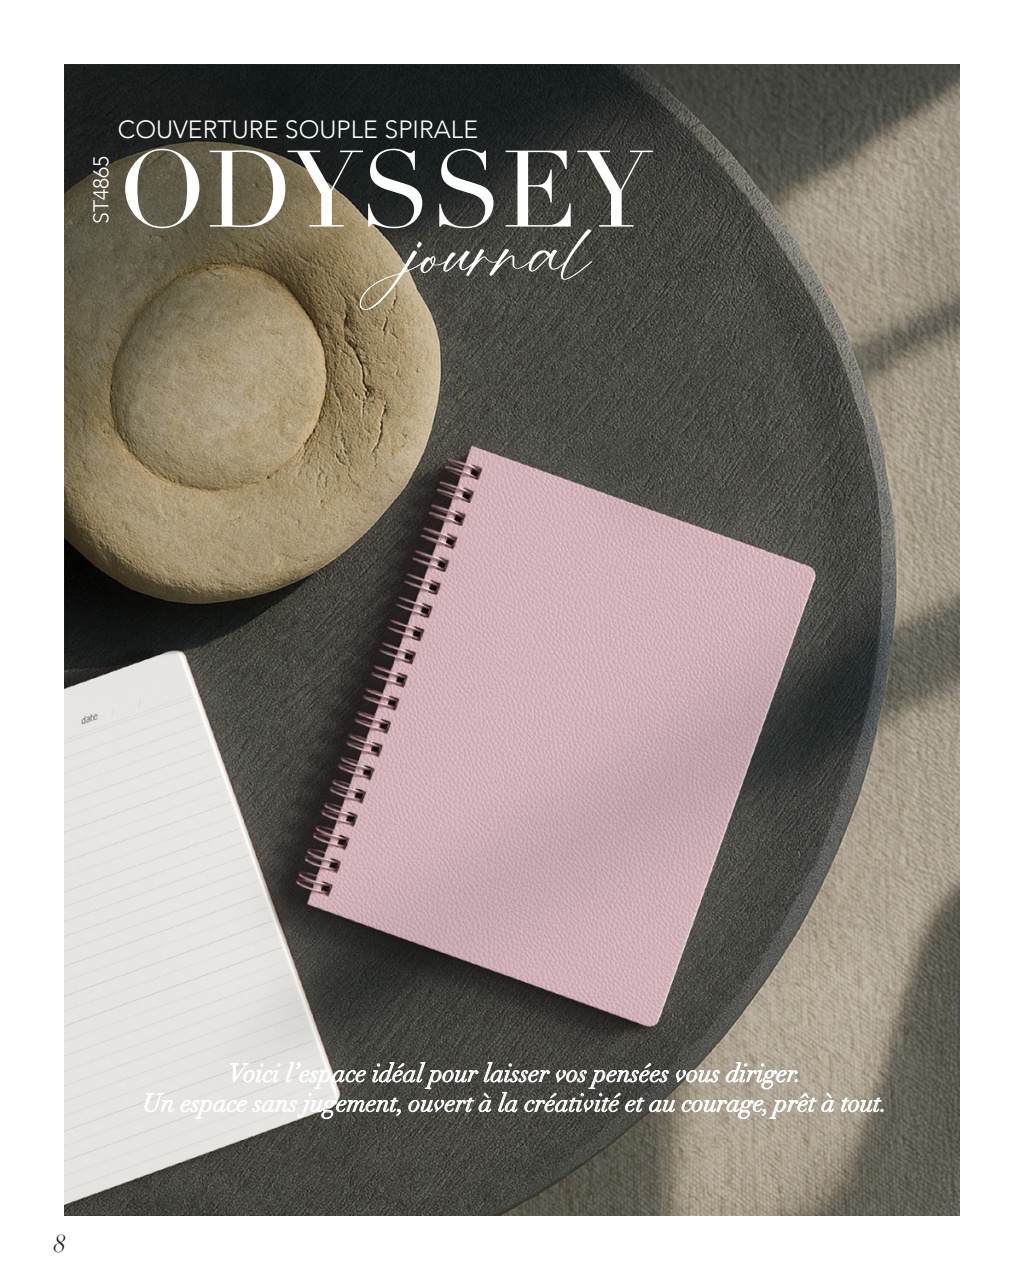 COUVERTURE SOUPLE SPIRALE
ST4865
ODYSSEY
journal
date
Voici l’espace idéal pour laisser vos pensées vous diriger.
Un espace sans jugement, ouvert à la créativité et au courage, prêt à tout.
8